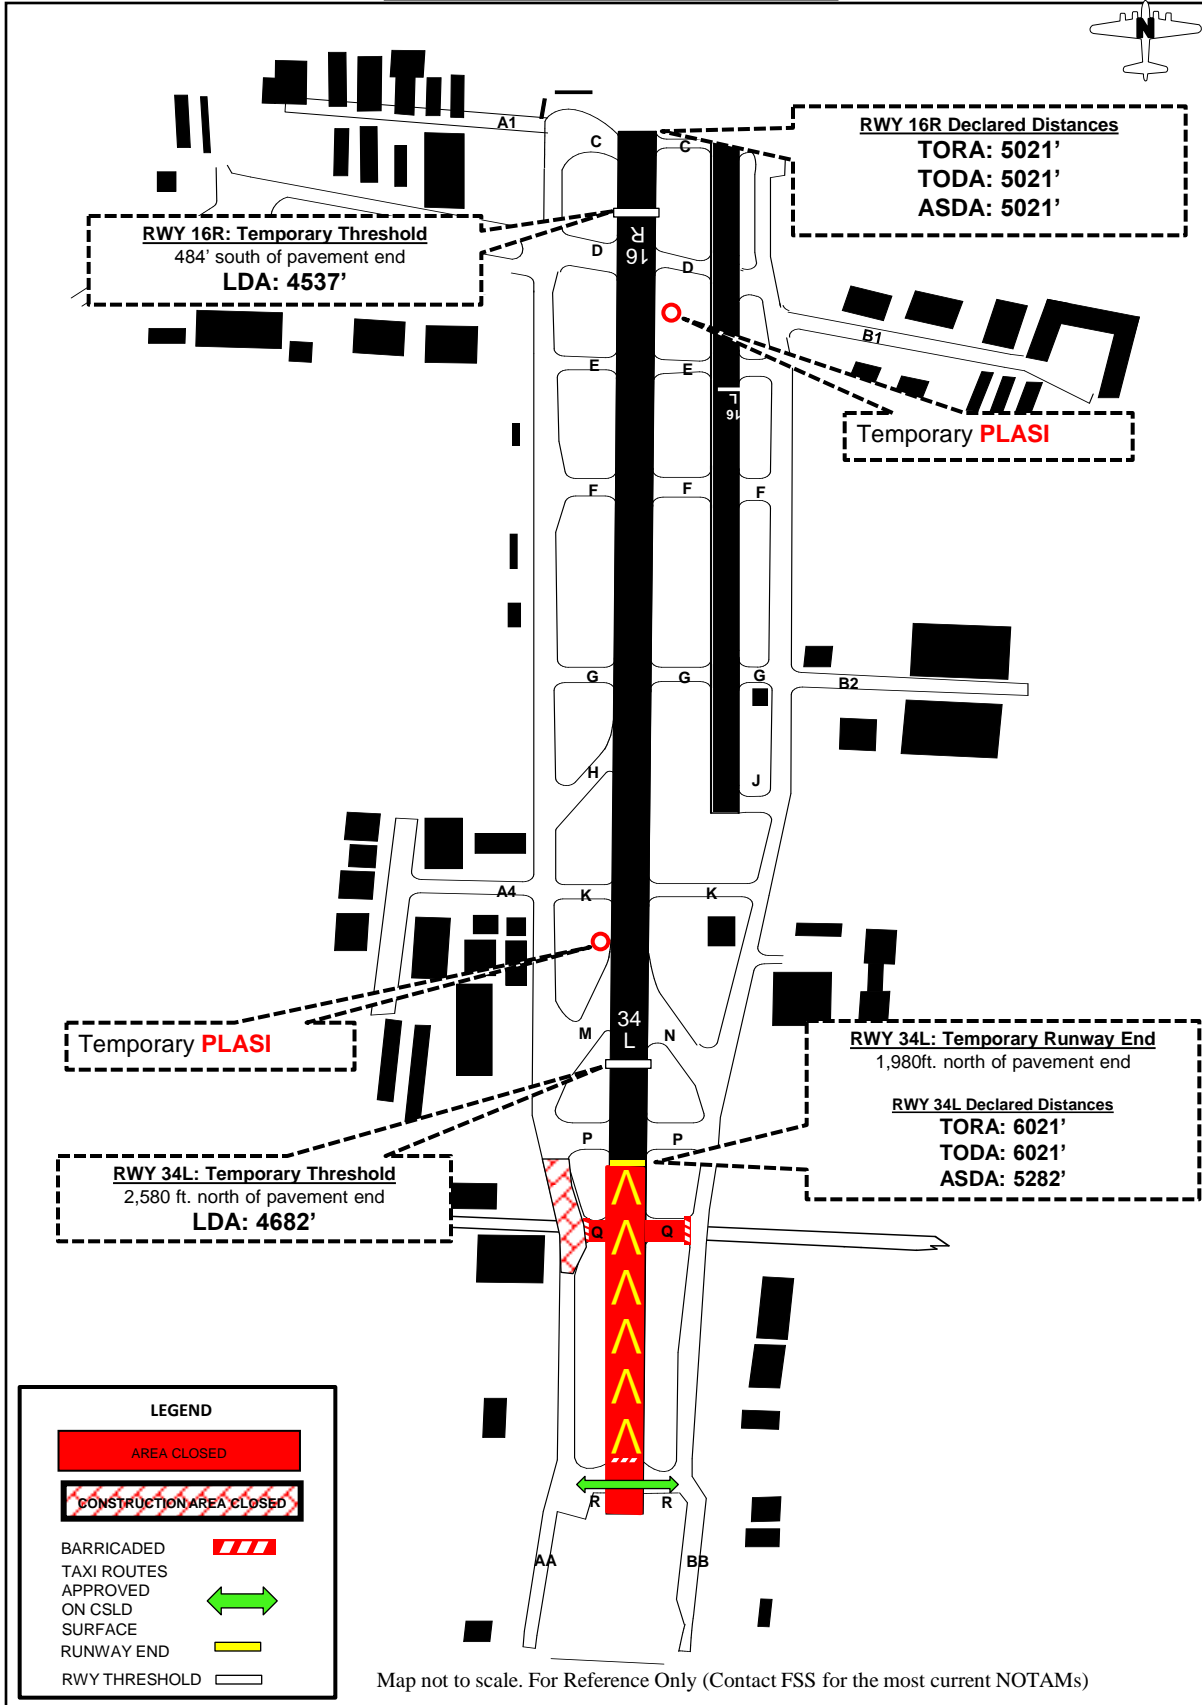 N
RWY 16R Declared Distances
TORA: 5021’
TODA: 5021’
ASDA: 5021’
A1
C
C
RWY 16R: Temporary Threshold
484’ south of pavement end
LDA: 4537’
16
R
D
D
B1
E
E
16
L
Temporary PLASI
F
F
F
G
G
G
B2
H
J
A4
K
K
34
L
M
N
Temporary PLASI
RWY 34L: Temporary Runway End
1,980ft. north of pavement end
RWY 34L Declared Distances
TORA: 6021’
TODA: 6021’
ASDA: 5282’
P
P
RWY 34L: Temporary Threshold
2,580 ft. north of pavement end
LDA: 4682’
Q
Q
R
R
AA
BB
LEGEND
AREA CLOSED
CONSTRUCTION AREA CLOSED
BARRICADED
TAXI ROUTES
APPROVED
ON CSLD
SURFACE
RUNWAY END
RWY THRESHOLD
Map not to scale. For Reference Only (Contact FSS for the most current NOTAMs)